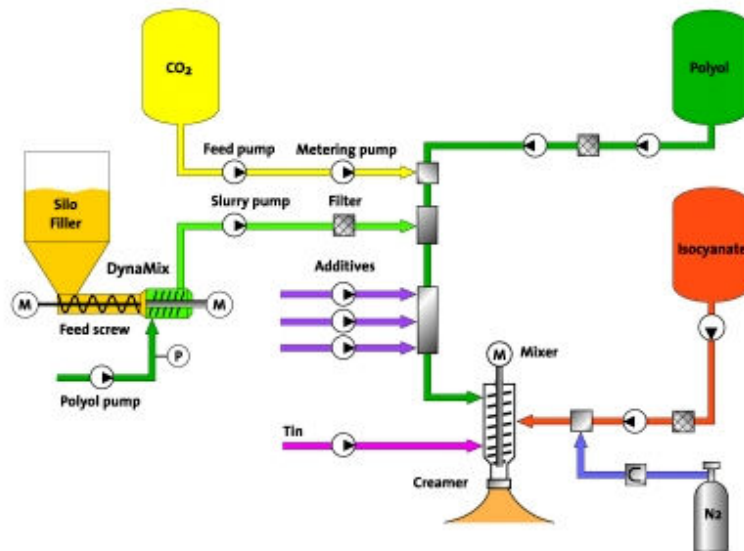 CO₂
Polyol
Feed pump
Metering pump
Silo
Filler
Slurry pump
Filter
Isocyanate
DynaMix
Additives
M
M
Feed screw
P
M
Mixer
Polyol pump
Tin
Creamer
N2